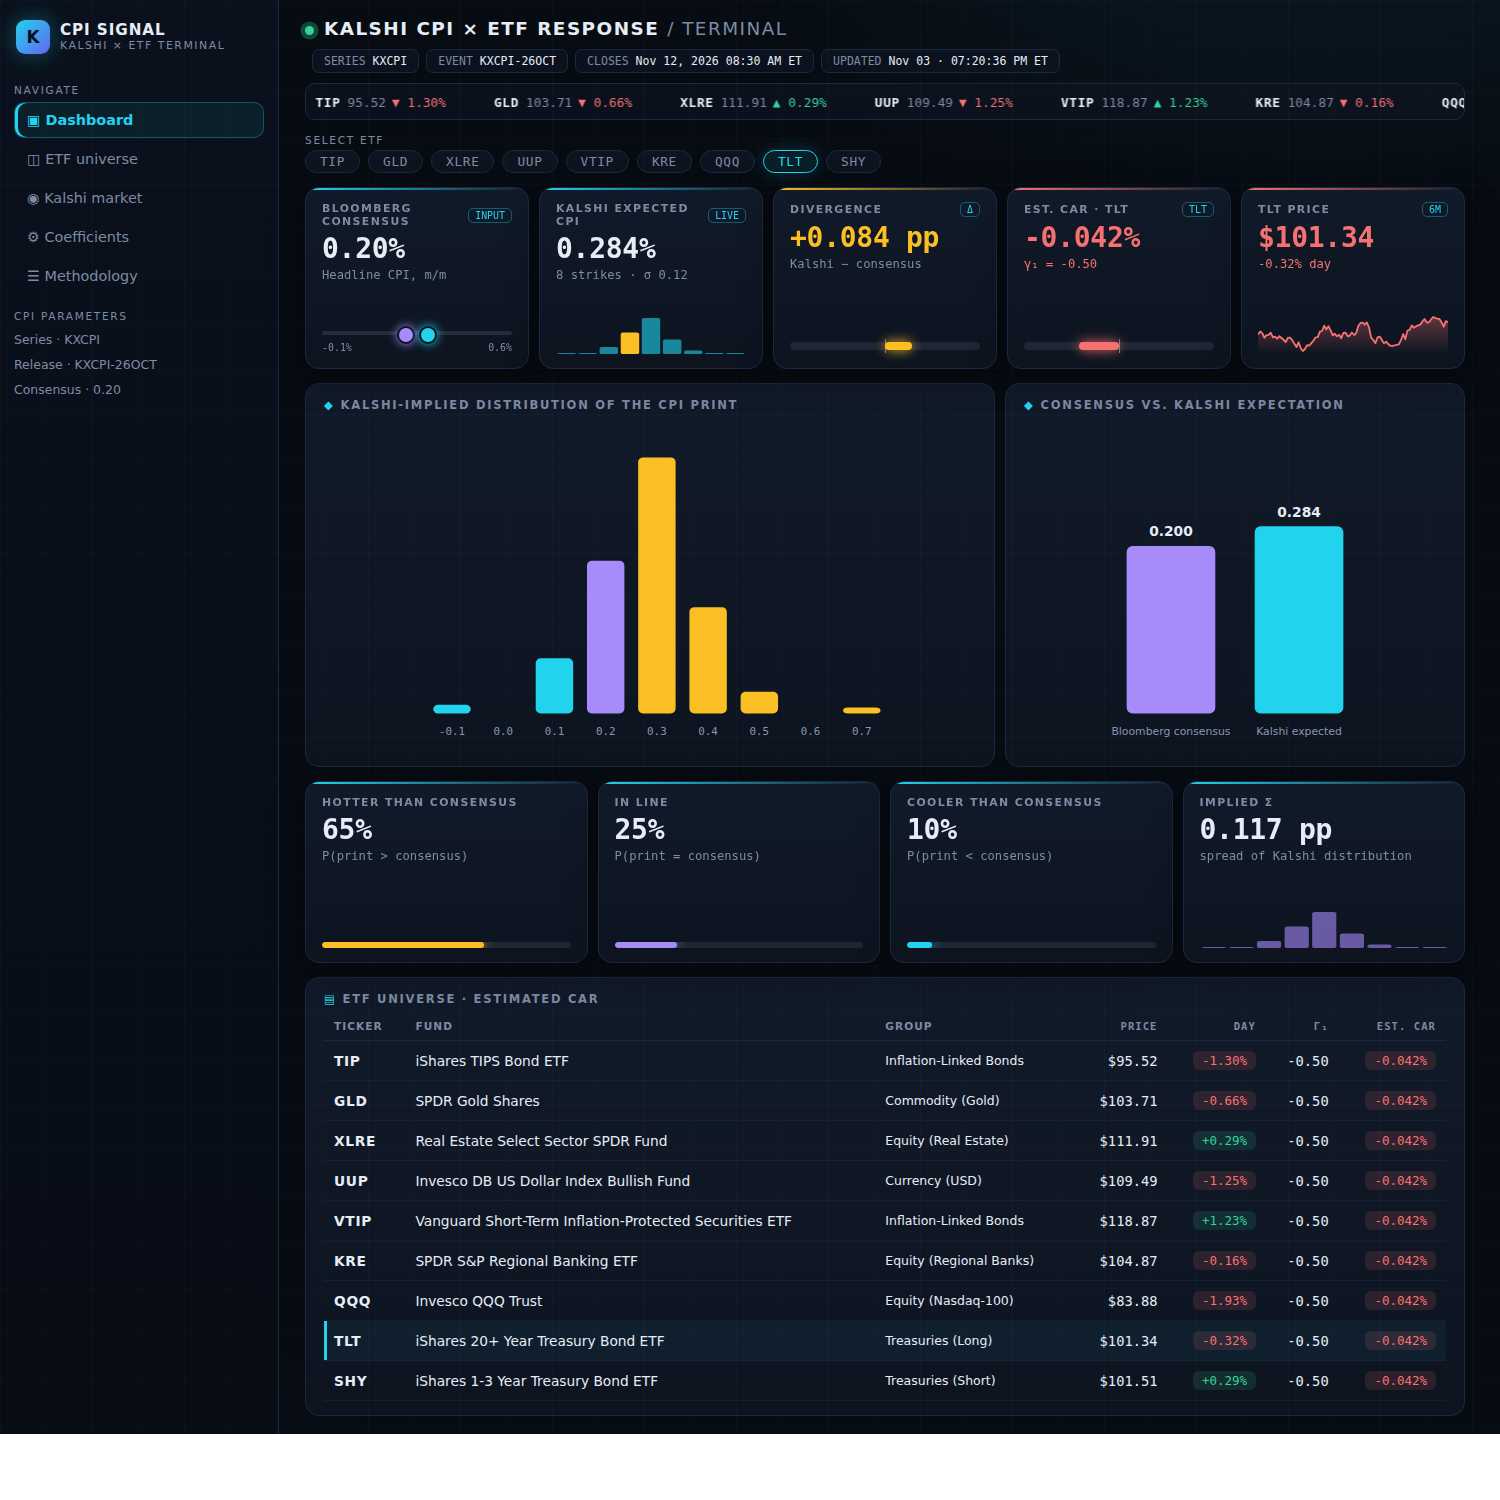 K
CPI SIGNAL
KALSHI × ETF TERMINAL
NAVIGATE
▣ Dashboard
◫ ETF universe
◉ Kalshi market
⚙ Coefficients
☰ Methodology
CPI PARAMETERS
Series · KXCPI
Release · KXCPI-26OCT
Consensus · 0.20
KALSHI CPI × ETF RESPONSE / TERMINAL
SERIES KXCPI
EVENT KXCPI-26OCT
CLOSES Nov 12, 2026 08:30 AM ET
UPDATED Nov 03 · 07:20:36 PM ET
TIP 95.52 ▼ 1.30% GLD 103.71 ▼ 0.66% XLRE 111.91 ▲ 0.29% UUP 109.49 ▼ 1.25% VTIP 118.87 ▲ 1.23% KRE 104.87 ▼ 0.16% QQQ
SELECT ETF
TIP GLD XLRE UUP VTIP KRE QQQ TLT SHY
BLOOMBERG CONSENSUS
INPUT
0.20%
Headline CPI, m/m
-0.1% 0.6%
KALSHI EXPECTED CPI
LIVE
0.284%
8 strikes · σ 0.12
DIVERGENCE
Δ
+0.084 pp
Kalshi − consensus
EST. CAR · TLT
TLT
-0.042%
γ₁ = -0.50
TLT PRICE
6M
$101.34
-0.32% day
◆ KALSHI-IMPLIED DISTRIBUTION OF THE CPI PRINT
-0.1 0.0 0.1 0.2 0.3 0.4 0.5 0.6 0.7
◆ CONSENSUS VS. KALSHI EXPECTATION
0.200
0.284
Bloomberg consensus
Kalshi expected
HOTTER THAN CONSENSUS
65%
P(print > consensus)
IN LINE
25%
P(print = consensus)
COOLER THAN CONSENSUS
10%
P(print < consensus)
IMPLIED Σ
0.117 pp
spread of Kalshi distribution
▤ ETF UNIVERSE · ESTIMATED CAR
TICKER FUND GROUP PRICE DAY Γ₁ EST. CAR
TIP iShares TIPS Bond ETF Inflation-Linked Bonds $95.52 -1.30% -0.50 -0.042%
GLD SPDR Gold Shares Commodity (Gold) $103.71 -0.66% -0.50 -0.042%
XLRE Real Estate Select Sector SPDR Fund Equity (Real Estate) $111.91 +0.29% -0.50 -0.042%
UUP Invesco DB US Dollar Index Bullish Fund Currency (USD) $109.49 -1.25% -0.50 -0.042%
VTIP Vanguard Short-Term Inflation-Protected Securities ETF Inflation-Linked Bonds $118.87 +1.23% -0.50 -0.042%
KRE SPDR S&P Regional Banking ETF Equity (Regional Banks) $104.87 -0.16% -0.50 -0.042%
QQQ Invesco QQQ Trust Equity (Nasdaq-100) $83.88 -1.93% -0.50 -0.042%
TLT iShares 20+ Year Treasury Bond ETF Treasuries (Long) $101.34 -0.32% -0.50 -0.042%
SHY iShares 1-3 Year Treasury Bond ETF Treasuries (Short) $101.51 +0.29% -0.50 -0.042%